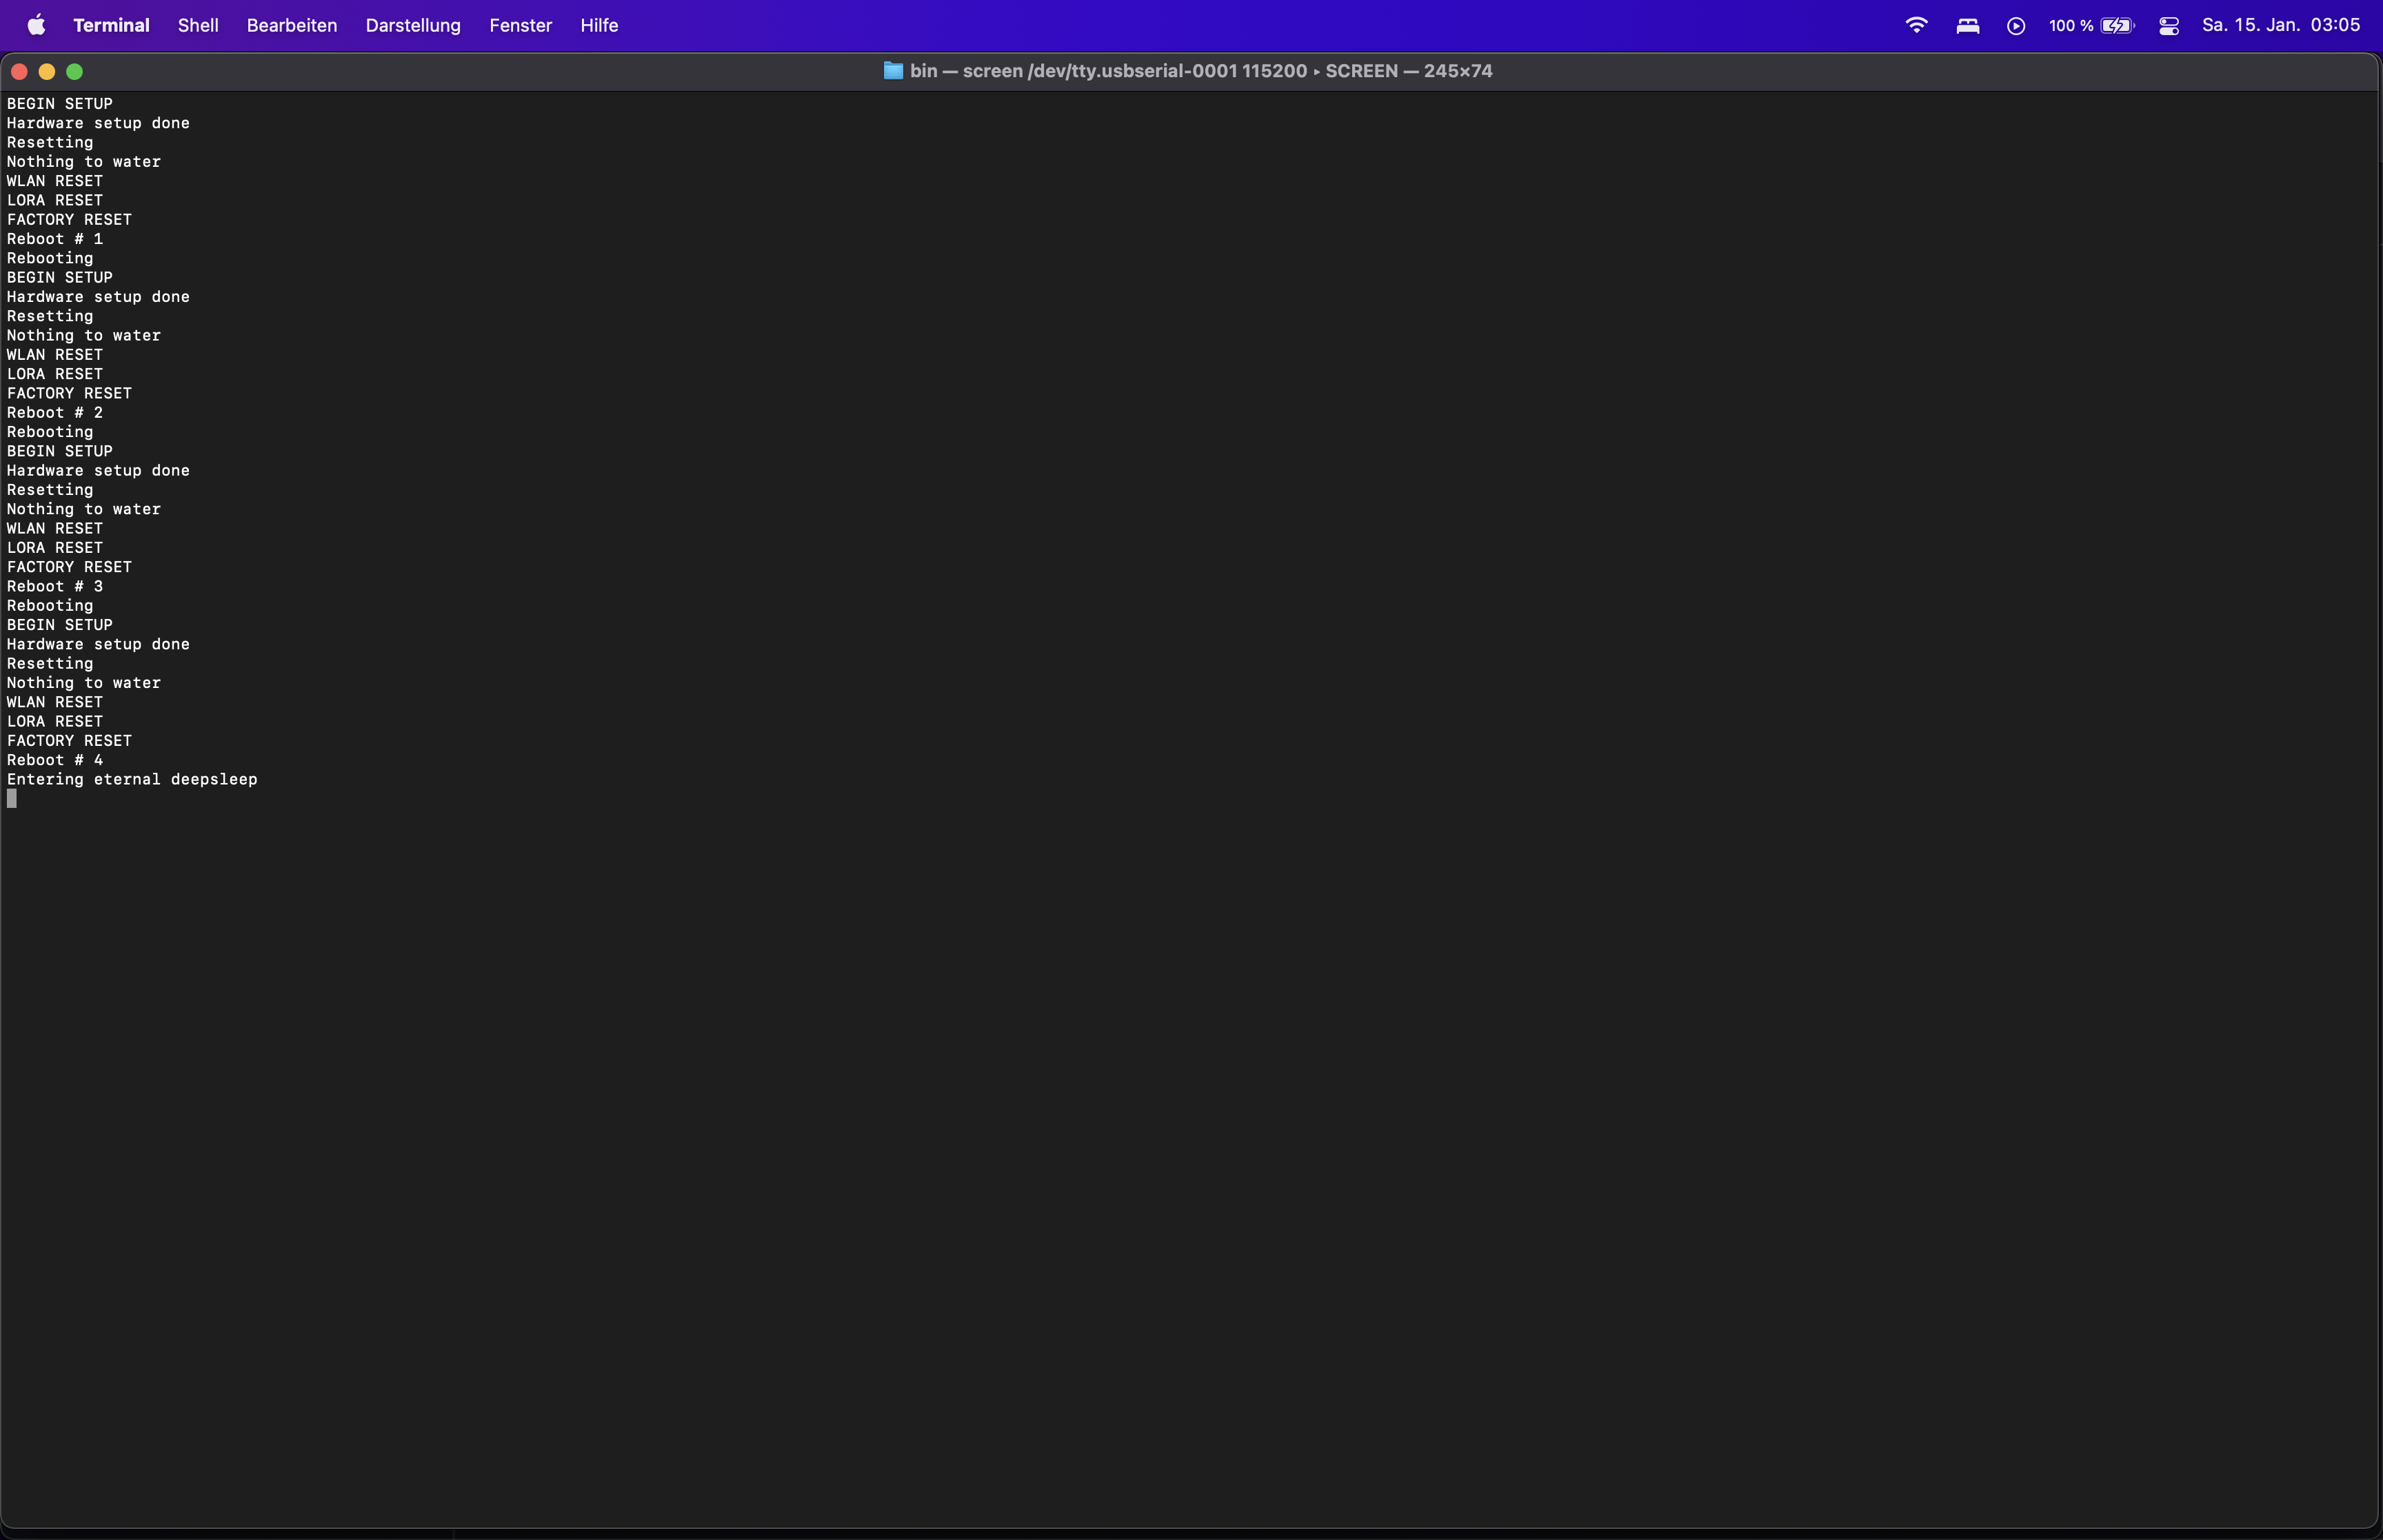 Terminal Shell Bearbeiten Darstellung Fenster Hilfe 100 % Sa. 15. Jan. 03:05
bin — screen /dev/tty.usbserial-0001 115200 ▸ SCREEN — 245×74
BEGIN SETUP
Hardware setup done
Resetting
Nothing to water
WLAN RESET
LORA RESET
FACTORY RESET
Reboot # 1
Rebooting
BEGIN SETUP
Hardware setup done
Resetting
Nothing to water
WLAN RESET
LORA RESET
FACTORY RESET
Reboot # 2
Rebooting
BEGIN SETUP
Hardware setup done
Resetting
Nothing to water
WLAN RESET
LORA RESET
FACTORY RESET
Reboot # 3
Rebooting
BEGIN SETUP
Hardware setup done
Resetting
Nothing to water
WLAN RESET
LORA RESET
FACTORY RESET
Reboot # 4
Entering eternal deepsleep